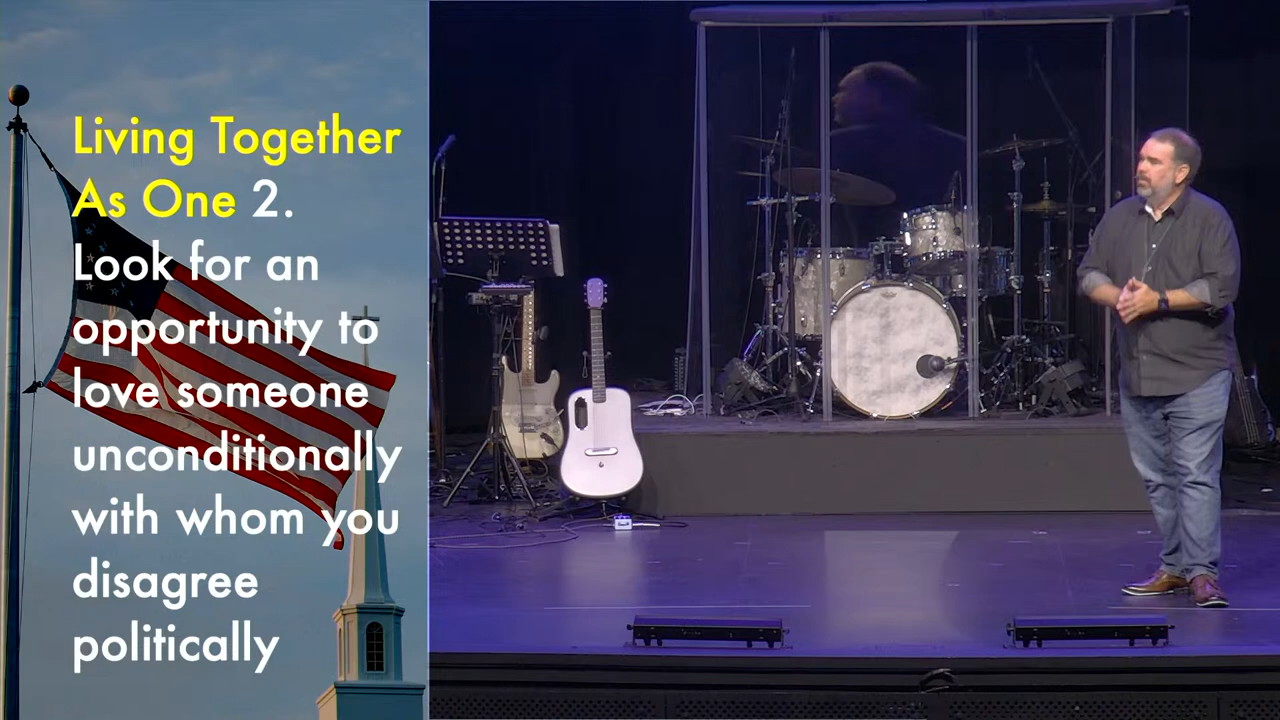 Living Together
As One 2.
Look for an
opportunity to
love someone
unconditionally
with whom you
disagree
politically